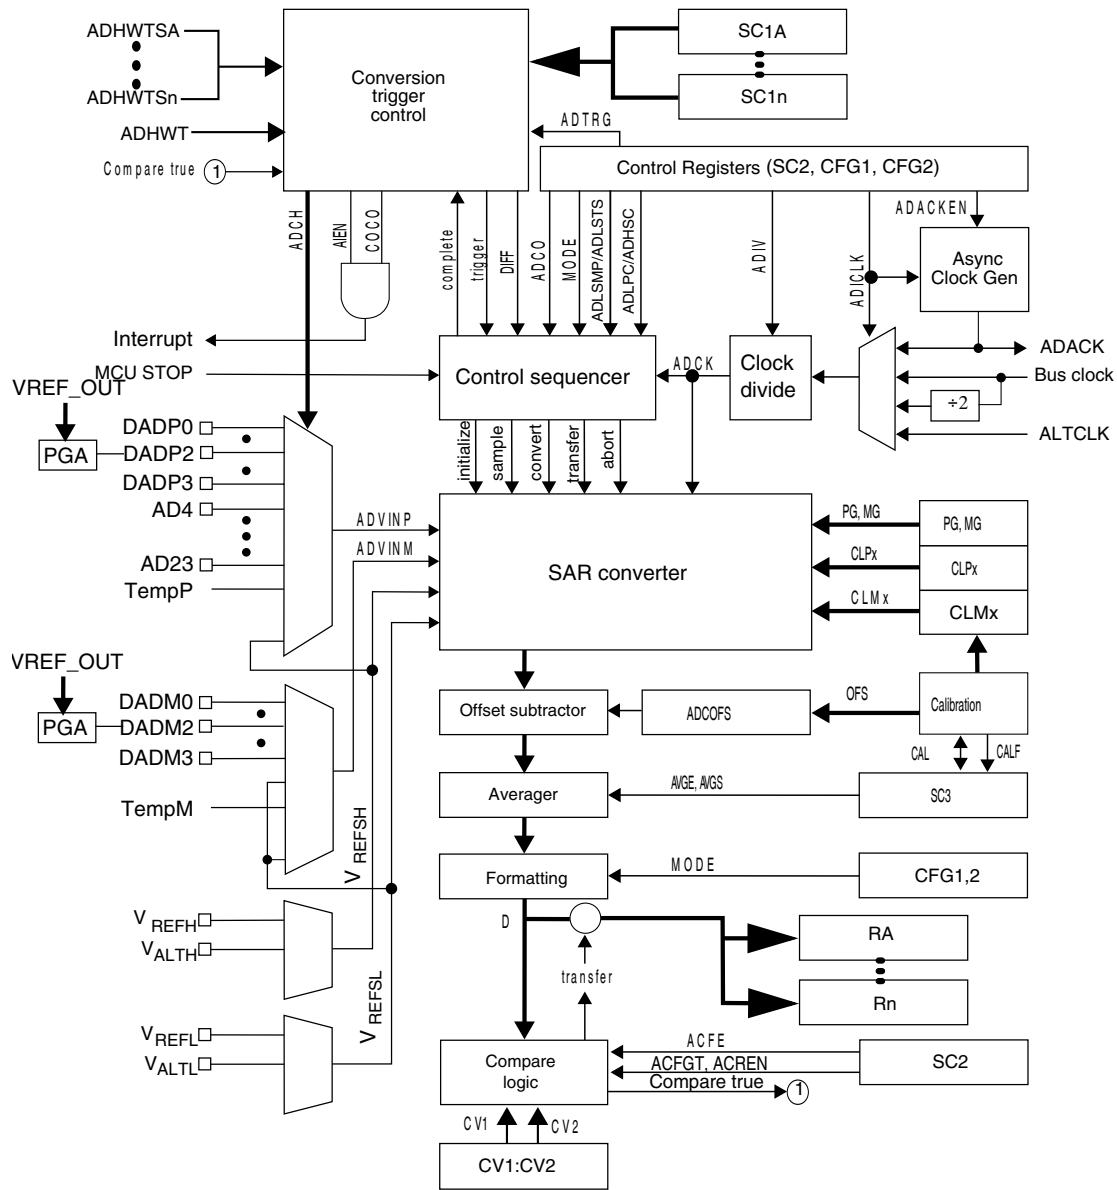 ADHWTSA
ADHWTSn
ADHWT
Compare true 1
Conversion
trigger
control
SC1A
SC1n
ADTRG
Control Registers (SC2, CFG1, CFG2)
ADCH
AIEN
COCO
complete
trigger
DIFF
ADCO
MODE
ADLSMP/ADLSTS
ADLPC/ADHSC
ADIV
ADICLK
ADACKEN
Async
Clock Gen
Interrupt
MCU STOP
Control sequencer
ADCK
Clock
divide
ADACK
Bus clock
÷2
ALTCLK
VREF_OUT
PGA
DADP0
DADP2
DADP3
AD4
AD23
TempP
initialize
sample
convert
transfer
abort
ADVINP
ADVINM
SAR converter
PG, MG
PG, MG
CLPx
CLPx
CLMx
CLMx
VREF_OUT
PGA
DADM0
DADM2
DADM3
TempM
Offset subtractor
ADCOFS
OFS
Calibration
CAL
CALF
Averager
AVGE, AVGS
SC3
Formatting
MODE
CFG1,2
V REFSH
V REFSL
V REFH
VALTH
VREFL
VALTL
D
transfer
RA
Rn
Compare
logic
ACFE
ACFGT, ACREN
Compare true
1
SC2
CV1
CV2
CV1:CV2